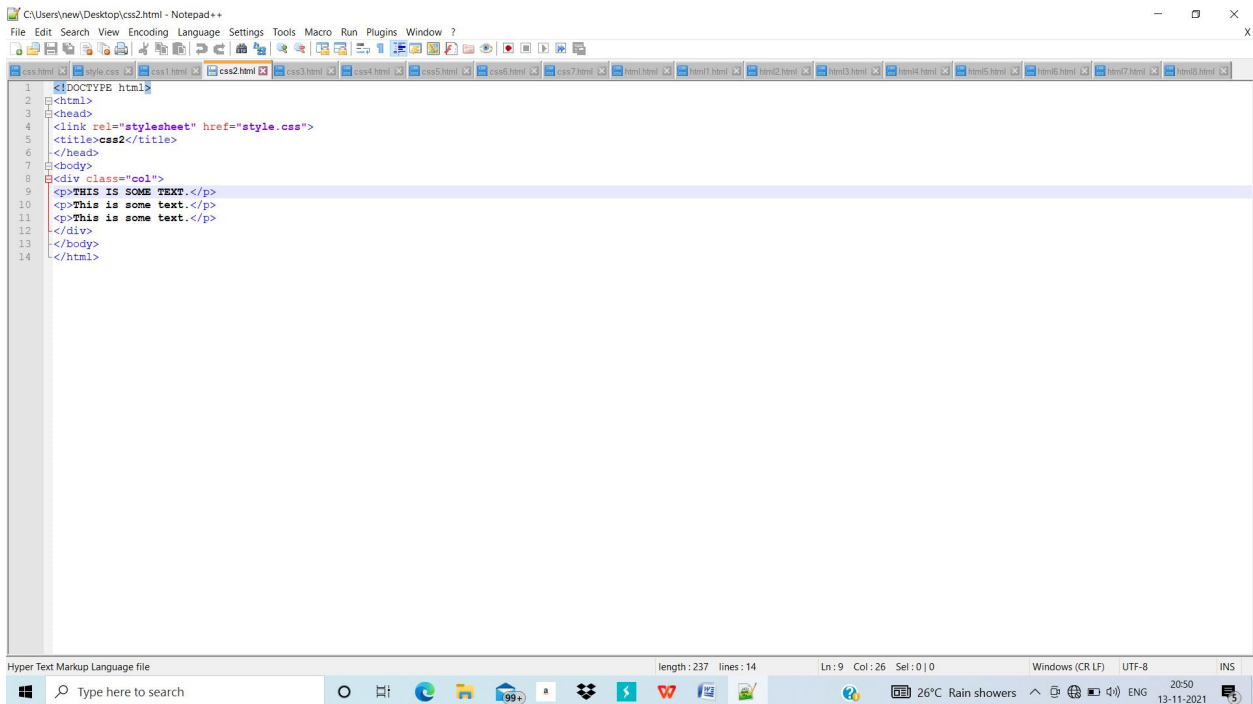 C:\Users\new\Desktop\css2.html - Notepad++
File Edit Search View Encoding Language Settings Tools Macro Run Plugins Window ?
X
css.html style.css css1.html css2.html css3.html css4.html css5.html css6.html css7.html html.html html1.html html2.html html3.html html4.html html5.html html6.html html7.html html8.html
1 <!DOCTYPE html>
2 <html>
3 <head>
4 <link rel="stylesheet" href="style.css">
5 <title>css2</title>
6 </head>
7 <body>
8 <div class="col">
9 <p>THIS IS SOME TEXT.</p>
10 <p>This is some text.</p>
11 <p>This is some text.</p>
12 </div>
13 </body>
14 </html>
Hyper Text Markup Language file length : 237 lines : 14 Ln : 9 Col : 26 Sel : 0 | 0 Windows (CR LF) UTF-8 INS
Type here to search 99+ a 26°C Rain showers ENG 20:50
13-11-2021 5